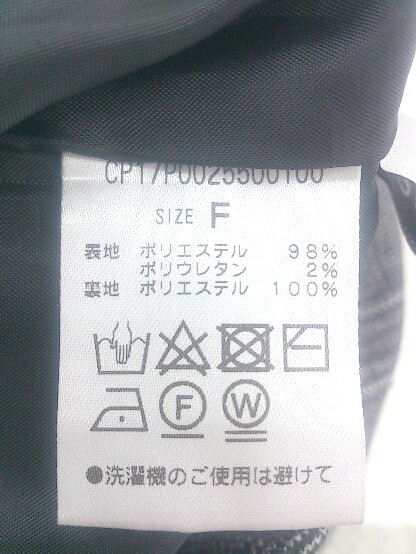 CP17P0025500100
SIZE F
表地 ポリエステル 98%
ポリウレタン 2%
裏地 ポリエステル 100%
F W
●洗濯機のご使用は避けて